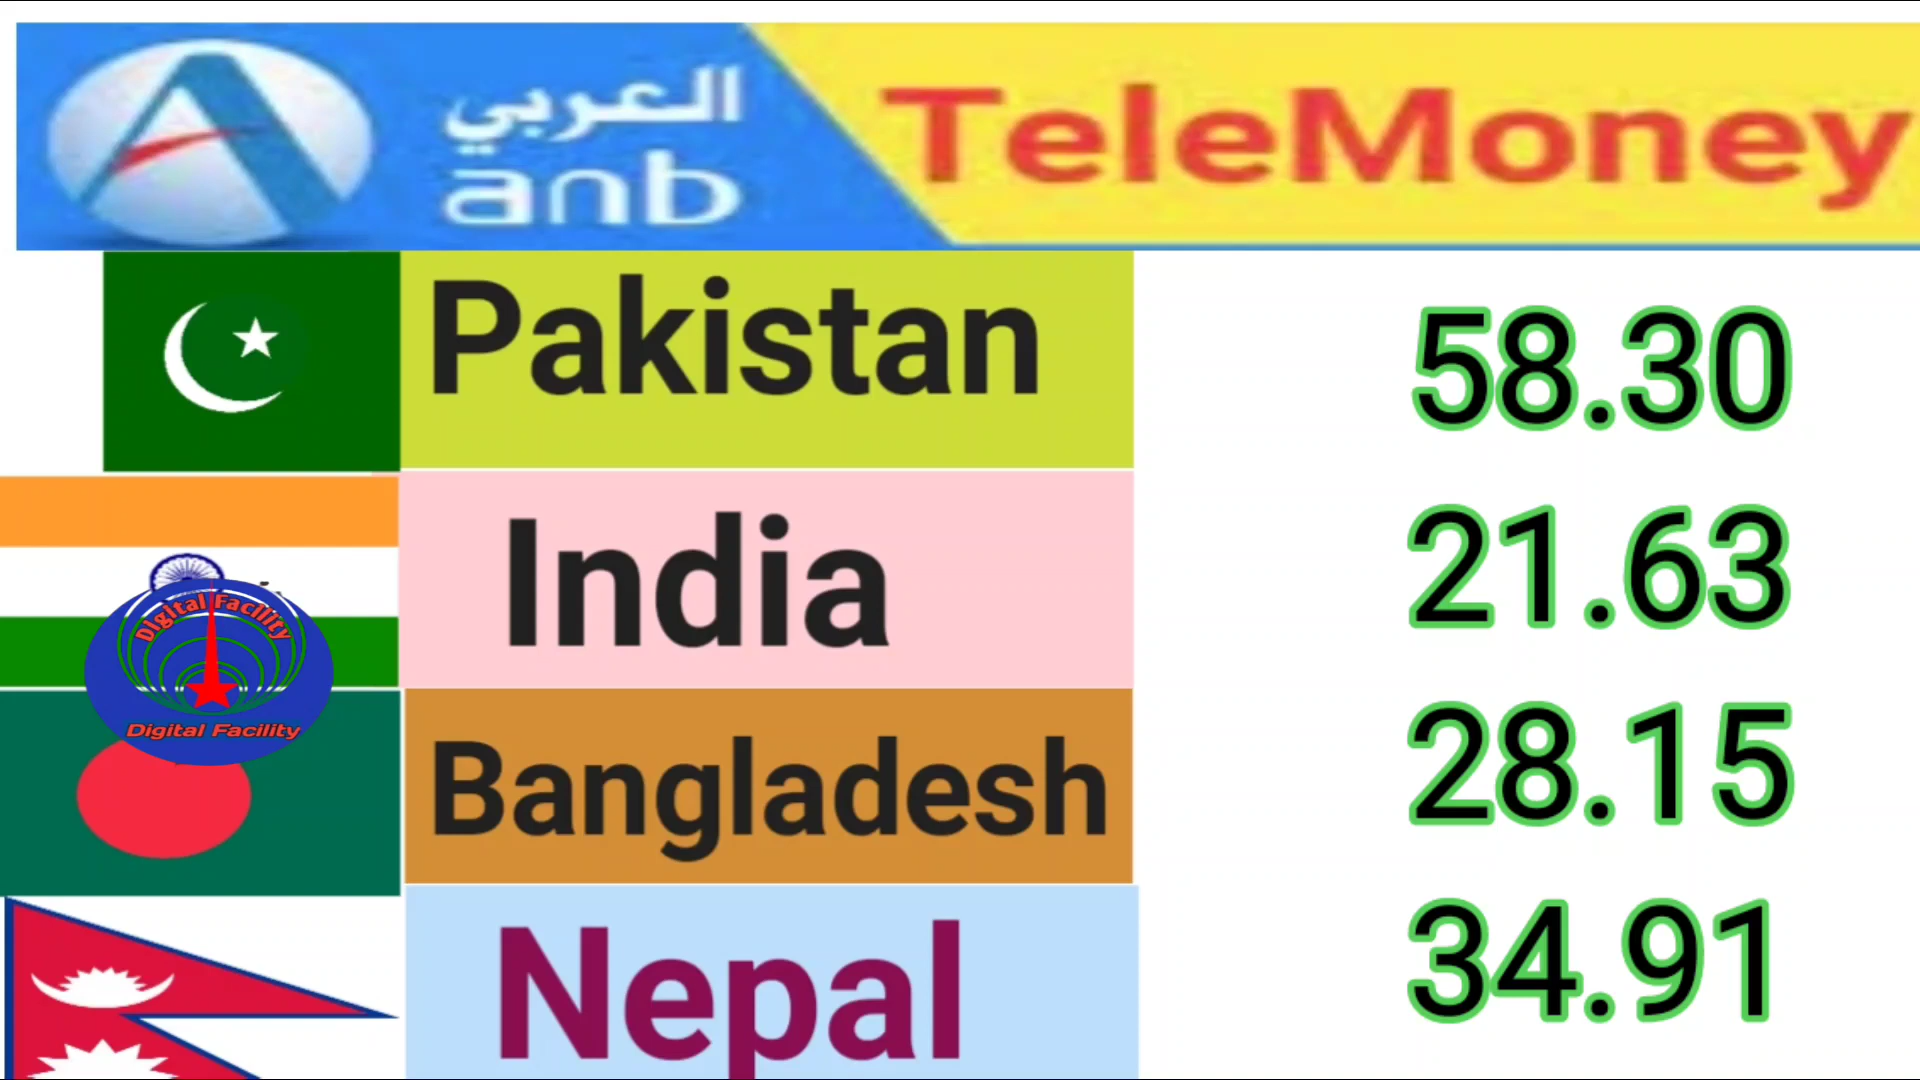 العربي
anb
TeleMoney
Pakistan 58.30
India 21.63
Digital Facility
Digital Facility
Bangladesh 28.15
Nepal 34.91